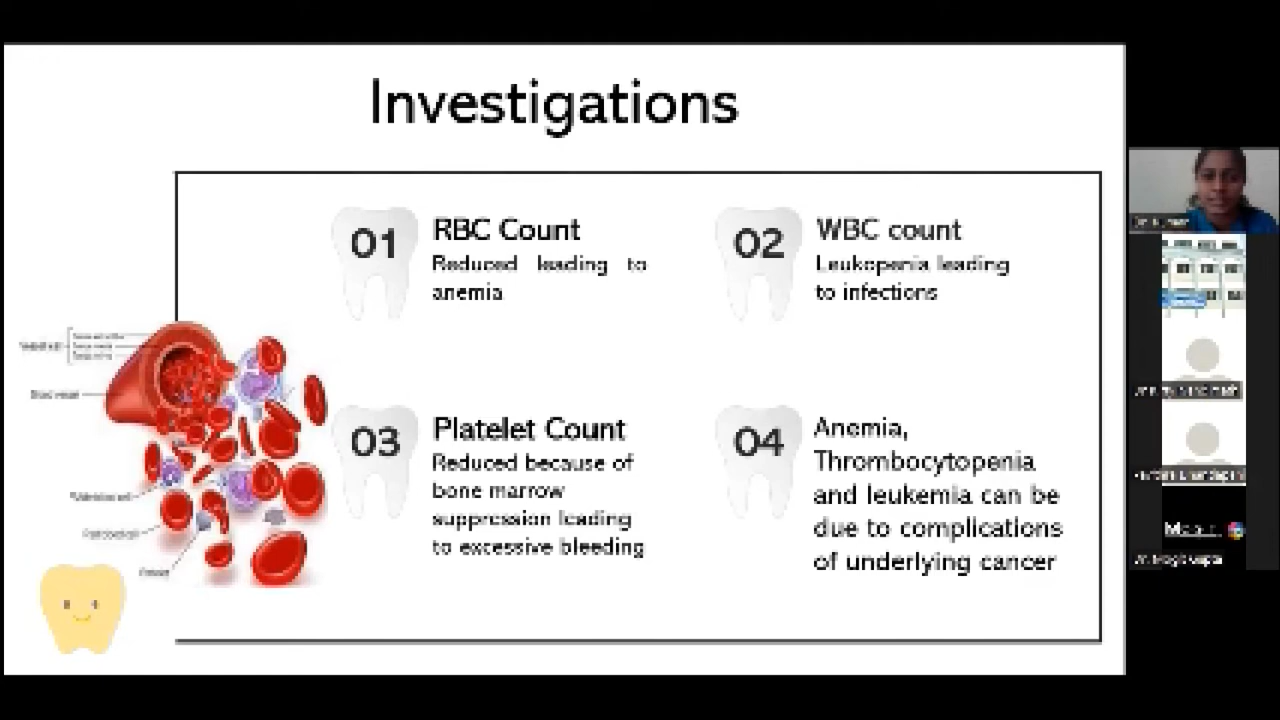 Investigations
01
RBC Count
Reduced leading to
anemia
02
WBC count
Leukopenia leading
to infections
03
Platelet Count
Reduced because of
bone marrow
suppression leading
to excessive bleeding
04
Anemia,
Thrombocytopenia
and leukemia can be
due to complications
of underlying cancer